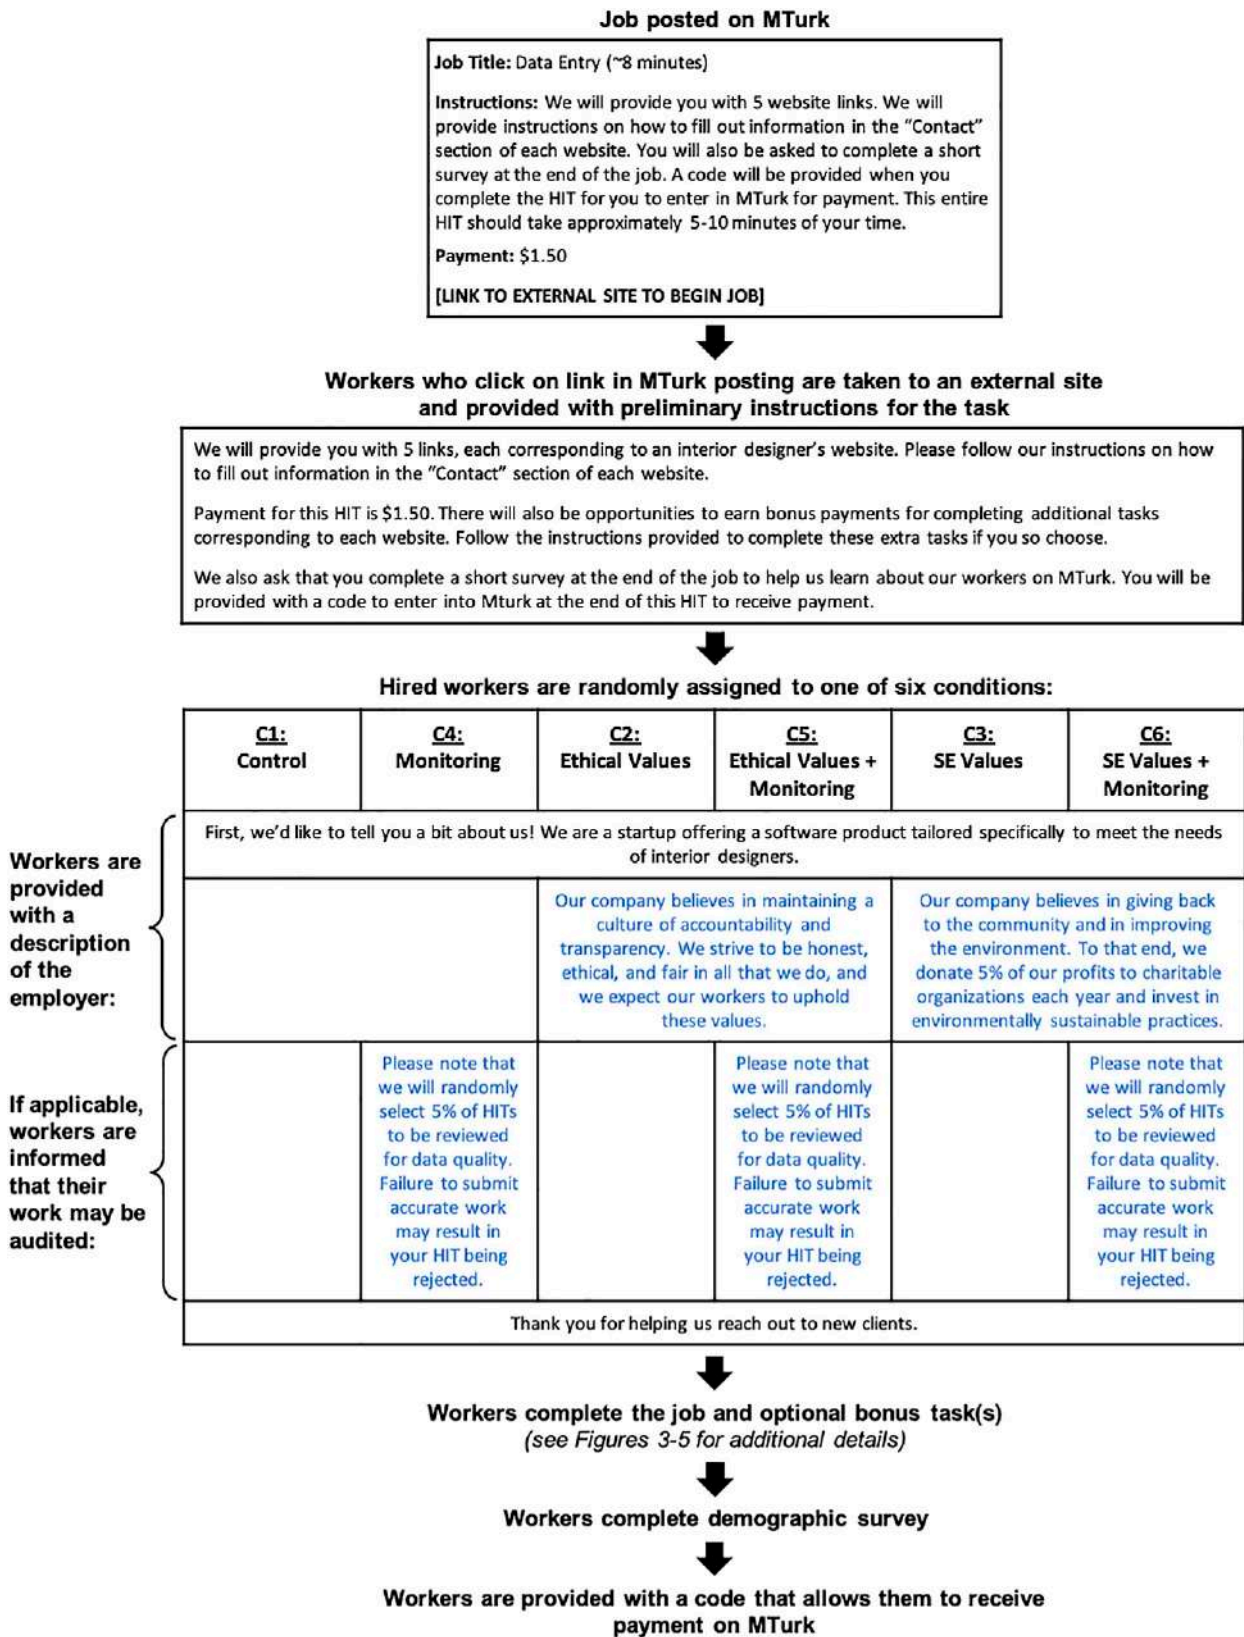 Job posted on MTurk
Job Title: Data Entry (~8 minutes)
Instructions: We will provide you with 5 website links. We will
provide instructions on how to fill out information in the “Contact”
section of each website. You will also be asked to complete a short
survey at the end of the job. A code will be provided when you
complete the HIT for you to enter in MTurk for payment. This entire
HIT should take approximately 5-10 minutes of your time.
Payment: $1.50
[LINK TO EXTERNAL SITE TO BEGIN JOB]
Workers who click on link in MTurk posting are taken to an external site
and provided with preliminary instructions for the task
We will provide you with 5 links, each corresponding to an interior designer’s website. Please follow our instructions on how
to fill out information in the “Contact” section of each website.
Payment for this HIT is $1.50. There will also be opportunities to earn bonus payments for completing additional tasks
corresponding to each website. Follow the instructions provided to complete these extra tasks if you so choose.
We also ask that you complete a short survey at the end of the job to help us learn about our workers on MTurk. You will be
provided with a code to enter into Mturk at the end of this HIT to receive payment.
Hired workers are randomly assigned to one of six conditions:
C1:
Control
C4:
Monitoring
C2:
Ethical Values
C5:
Ethical Values +
Monitoring
C3:
SE Values
C6:
SE Values +
Monitoring
Workers are
provided
with a
description
of the
employer:
First, we’d like to tell you a bit about us! We are a startup offering a software product tailored specifically to meet the needs
of interior designers.
Our company believes in maintaining a
culture of accountability and
transparency. We strive to be honest,
ethical, and fair in all that we do, and
we expect our workers to uphold
these values.
Our company believes in giving back
to the community and in improving
the environment. To that end, we
donate 5% of our profits to charitable
organizations each year and invest in
environmentally sustainable practices.
If applicable,
workers are
informed
that their
work may be
audited:
Please note that
we will randomly
select 5% of HITs
to be reviewed
for data quality.
Failure to submit
accurate work
may result in
your HIT being
rejected.
Please note that
we will randomly
select 5% of HITs
to be reviewed
for data quality.
Failure to submit
accurate work
may result in
your HIT being
rejected.
Please note that
we will randomly
select 5% of HITs
to be reviewed
for data quality.
Failure to submit
accurate work
may result in
your HIT being
rejected.
Thank you for helping us reach out to new clients.
Workers complete the job and optional bonus task(s)
(see Figures 3-5 for additional details)
Workers complete demographic survey
Workers are provided with a code that allows them to receive
payment on MTurk